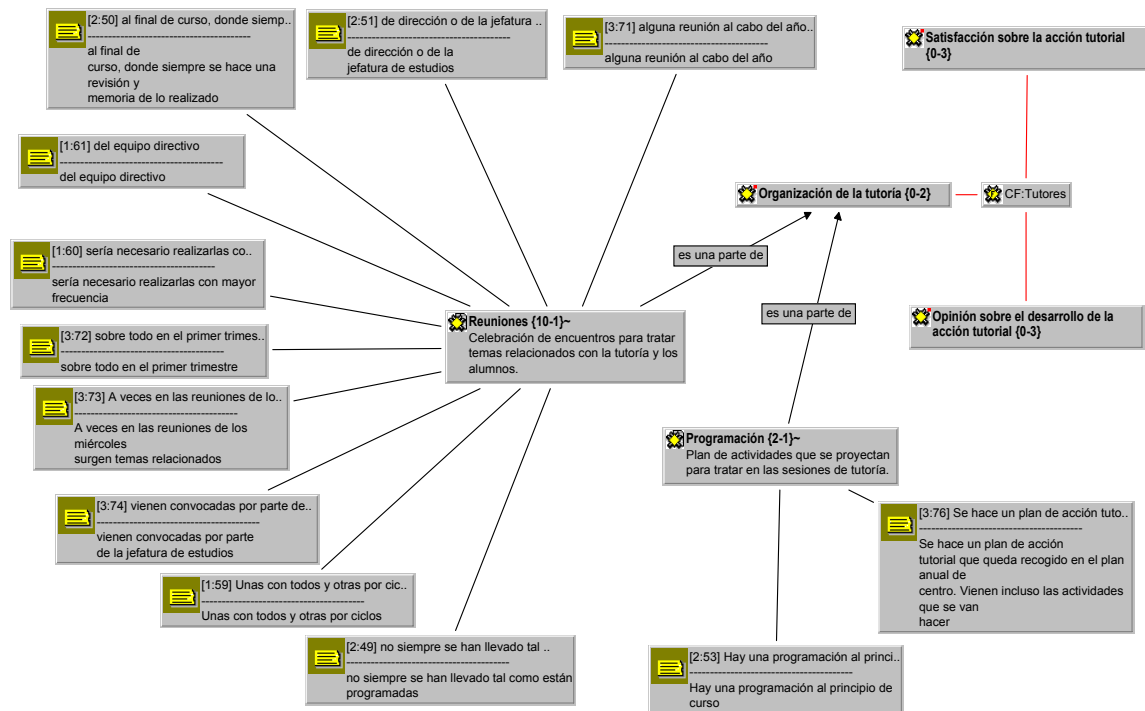 [2:50] al final de curso, donde siemp..
---------------------------------------
al final de
curso, donde siempre se hace una
revisión y
memoria de lo realizado
[2:51] de dirección o de la jefatura ..
---------------------------------------
de dirección o de la
jefatura de estudios
[3:71] alguna reunión al cabo del año..
---------------------------------------
alguna reunión al cabo del año
Satisfacción sobre la acción tutorial
{0-3}
[1:61] del equipo directivo
---------------------------------------
del equipo directivo
Organización de la tutoría {0-2}
CF:Tutores
es una parte de
[1:60] sería necesario realizarlas co..
---------------------------------------
sería necesario realizarlas con mayor
frecuencia
es una parte de
Reuniones {10-1}~
Celebración de encuentros para tratar
temas relacionados con la tutoría y los
alumnos.
Opinión sobre el desarrollo de la
acción tutorial {0-3}
[3:72] sobre todo en el primer trimes..
---------------------------------------
sobre todo en el primer trimestre
[3:73] A veces en las reuniones de lo..
---------------------------------------
A veces en las reuniones de los
miércoles
surgen temas relacionados
Programación {2-1}~
Plan de actividades que se proyectan
para tratar en las sesiones de tutoría.
[3:74] vienen convocadas por parte de..
---------------------------------------
vienen convocadas por parte
de la jefatura de estudios
[3:76] Se hace un plan de acción tuto..
---------------------------------------
Se hace un plan de acción
tutorial que queda recogido en el plan
anual de
centro. Vienen incluso las actividades
que se van
hacer
[1:59] Unas con todos y otras por cic..
---------------------------------------
Unas con todos y otras por ciclos
[2:49] no siempre se han llevado tal ..
---------------------------------------
no siempre se han llevado tal como están
programadas
[2:53] Hay una programación al princi..
---------------------------------------
Hay una programación al principio de
curso